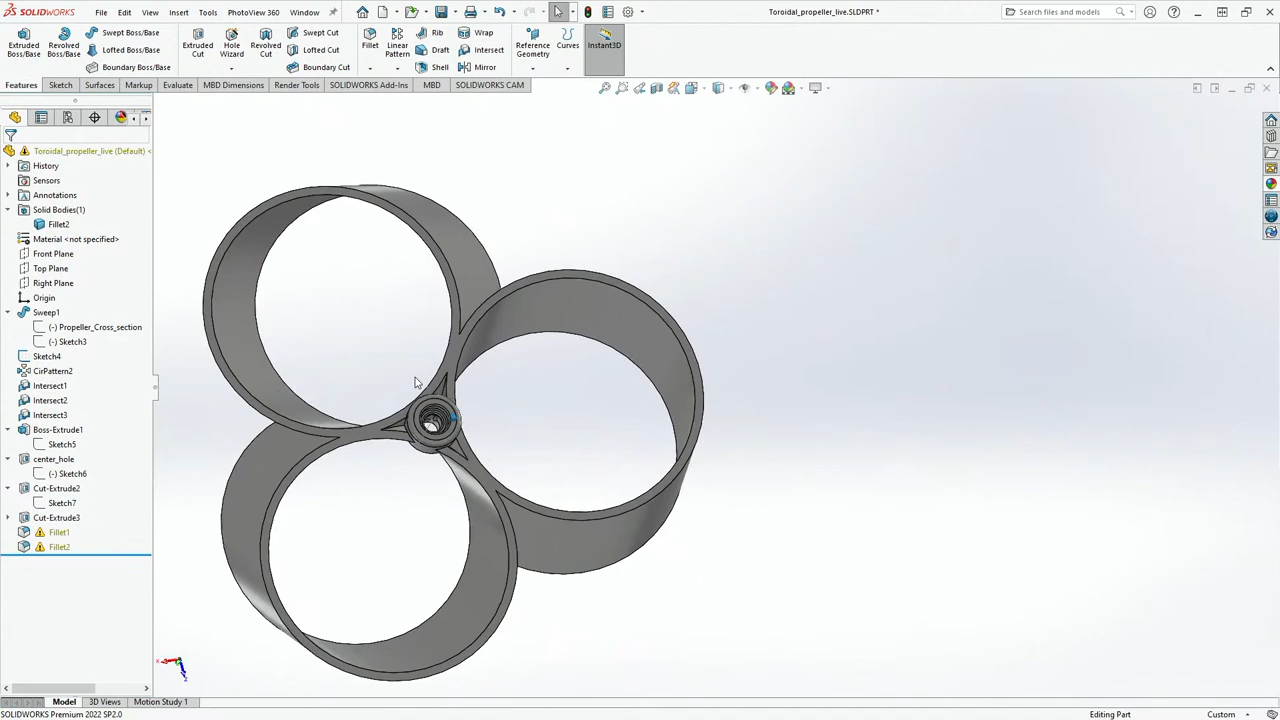 SOLIDWORKS File Edit View Insert Tools PhotoView 360 Window Toroidal_propeller_live.SLDPRT * Search files and models
Extruded Boss/Base
Revolved Boss/Base
Swept Boss/Base
Lofted Boss/Base
Boundary Boss/Base
Extruded Cut
Hole Wizard
Revolved Cut
Swept Cut
Lofted Cut
Boundary Cut
Fillet
Linear Pattern
Rib
Draft
Shell
Wrap
Intersect
Mirror
Reference Geometry
Curves
Instant3D
Features Sketch Surfaces Markup Evaluate MBD Dimensions Render Tools SOLIDWORKS Add-Ins MBD SOLIDWORKS CAM
Toroidal_propeller_live (Default) <
History
Sensors
Annotations
Solid Bodies(1)
Fillet2
Material <not specified>
Front Plane
Top Plane
Right Plane
Origin
Sweep1
(-) Propeller_Cross_section
(-) Sketch3
Sketch4
CirPattern2
Intersect1
Intersect2
Intersect3
Boss-Extrude1
Sketch5
center_hole
(-) Sketch6
Cut-Extrude2
Sketch7
Cut-Extrude3
Fillet1
Fillet2
x
z
Model 3D Views Motion Study 1
SOLIDWORKS Premium 2022 SP2.0 Editing Part Custom